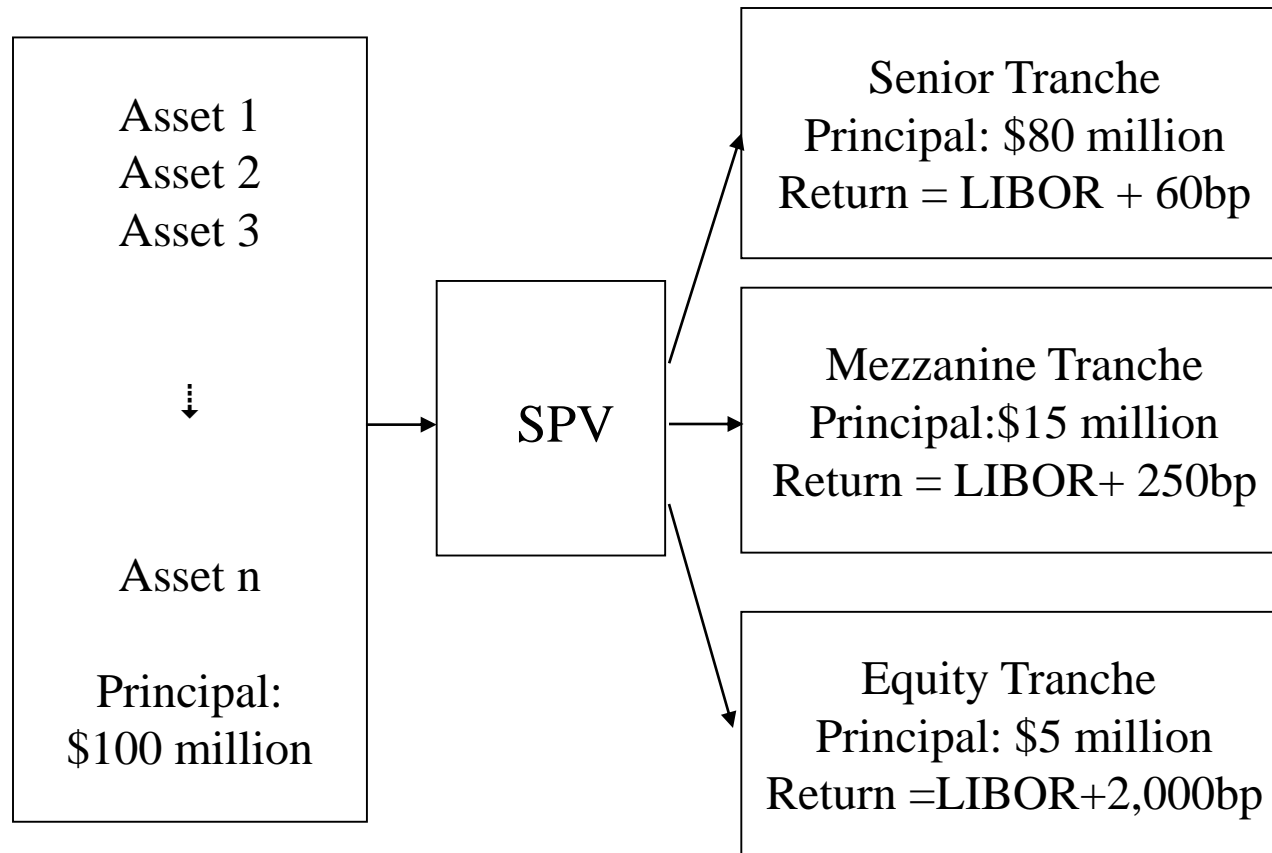 Asset 1
Asset 2
Asset 3
Asset n
Principal:
$100 million
SPV
Senior Tranche
Principal: $80 million
Return = LIBOR + 60bp
Mezzanine Tranche
Principal:$15 million
Return = LIBOR+ 250bp
Equity Tranche
Principal: $5 million
Return =LIBOR+2,000bp